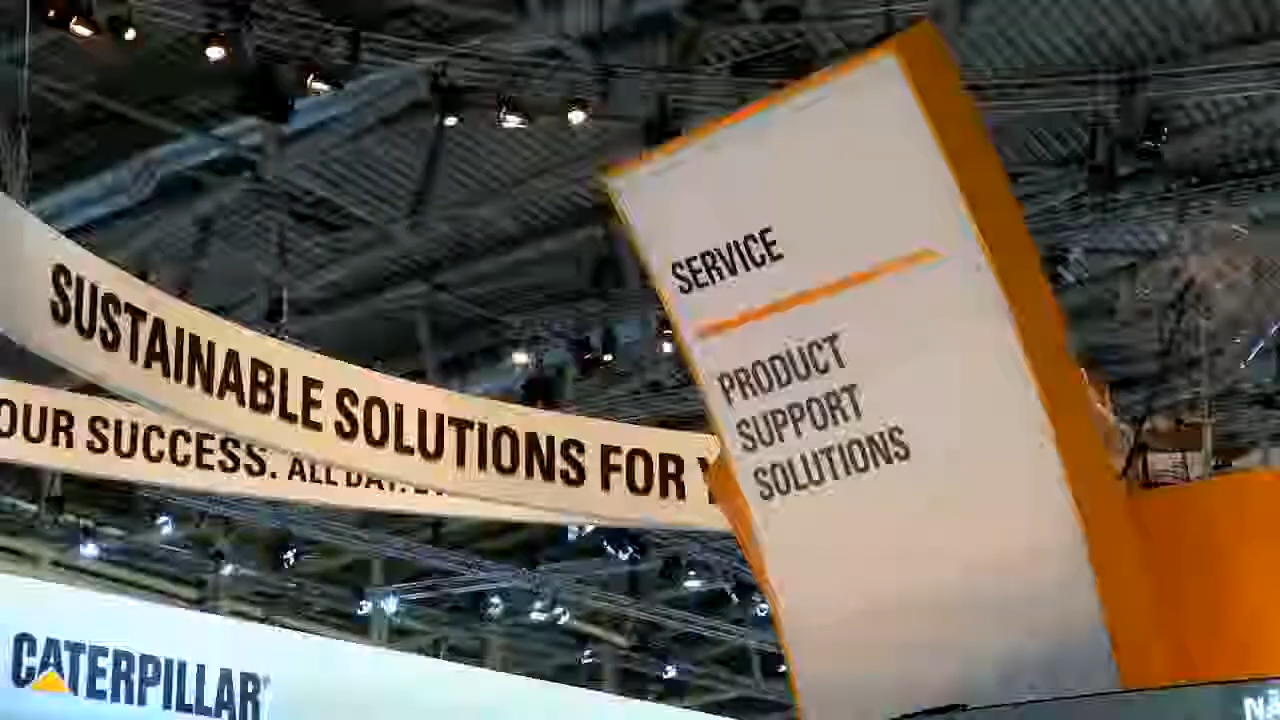 SERVICE
PRODUCT
SUPPORT
SOLUTIONS
SUSTAINABLE SOLUTIONS FOR
OUR SUCCESS. ALL DAY.
CATERPILLAR